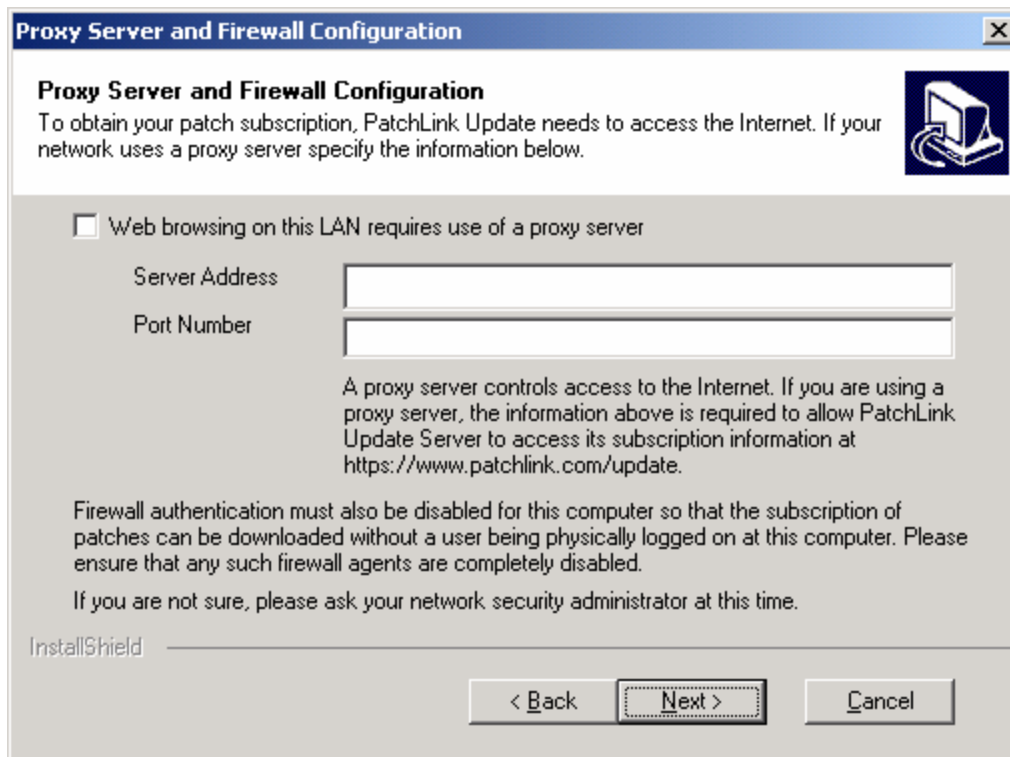 Proxy Server and Firewall Configuration
Proxy Server and Firewall Configuration
To obtain your patch subscription, PatchLink Update needs to access the Internet. If your
network uses a proxy server specify the information below.
Web browsing on this LAN requires use of a proxy server
Server Address
Port Number
A proxy server controls access to the Internet. If you are using a
proxy server, the information above is required to allow PatchLink
Update Server to access its subscription information at
https://www.patchlink.com/update.
Firewall authentication must also be disabled for this computer so that the subscription of
patches can be downloaded without a user being physically logged on at this computer. Please
ensure that any such firewall agents are completely disabled.
If you are not sure, please ask your network security administrator at this time.
InstallShield
< Back Next > Cancel